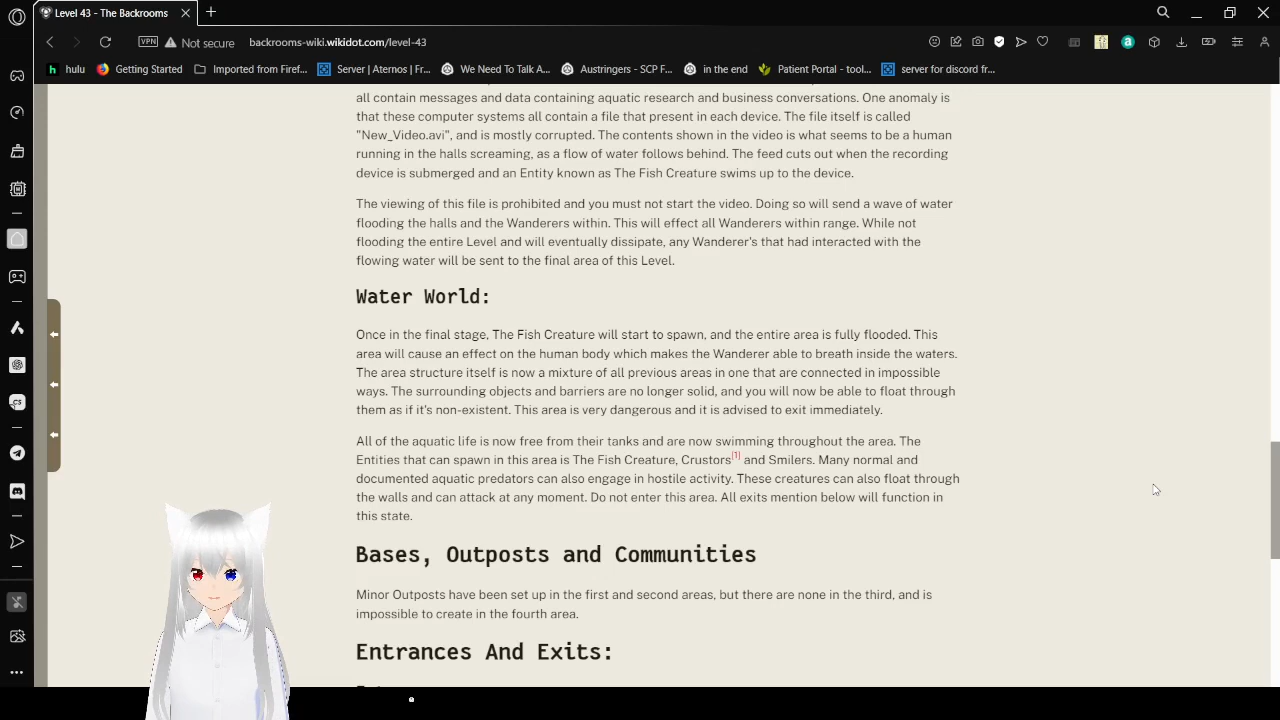 Level 43 - The Backrooms
VPN
Not secure
backrooms-wiki.wikidot.com/level-43
hulu
Getting Started
Imported from Firef...
Server | Aternos | Fr...
We Need To Talk A...
Austringers - SCP F...
in the end
Patient Portal - tool...
server for discord fr...
all contain messages and data containing aquatic research and business conversations. One anomaly is
that these computer systems all contain a file that present in each device. The file itself is called
"New_Video.avi", and is mostly corrupted. The contents shown in the video is what seems to be a human
running in the halls screaming, as a flow of water follows behind. The feed cuts out when the recording
device is submerged and an Entity known as The Fish Creature swims up to the device.
The viewing of this file is prohibited and you must not start the video. Doing so will send a wave of water
flooding the halls and the Wanderers within. This will effect all Wanderers within range. While not
flooding the entire Level and will eventually dissipate, any Wanderer's that had interacted with the
flowing water will be sent to the final area of this Level.
Water World:
Once in the final stage, The Fish Creature will start to spawn, and the entire area is fully flooded. This
area will cause an effect on the human body which makes the Wanderer able to breath inside the waters.
The area structure itself is now a mixture of all previous areas in one that are connected in impossible
ways. The surrounding objects and barriers are no longer solid, and you will now be able to float through
them as if it's non-existent. This area is very dangerous and it is advised to exit immediately.
All of the aquatic life is now free from their tanks and are now swimming throughout the area. The
Entities that can spawn in this area is The Fish Creature, Crustors[1] and Smilers. Many normal and
documented aquatic predators can also engage in hostile activity. These creatures can also float through
the walls and can attack at any moment. Do not enter this area. All exits mention below will function in
this state.
Bases, Outposts and Communities
Minor Outposts have been set up in the first and second areas, but there are none in the third, and is
impossible to create in the fourth area.
Entrances And Exits: